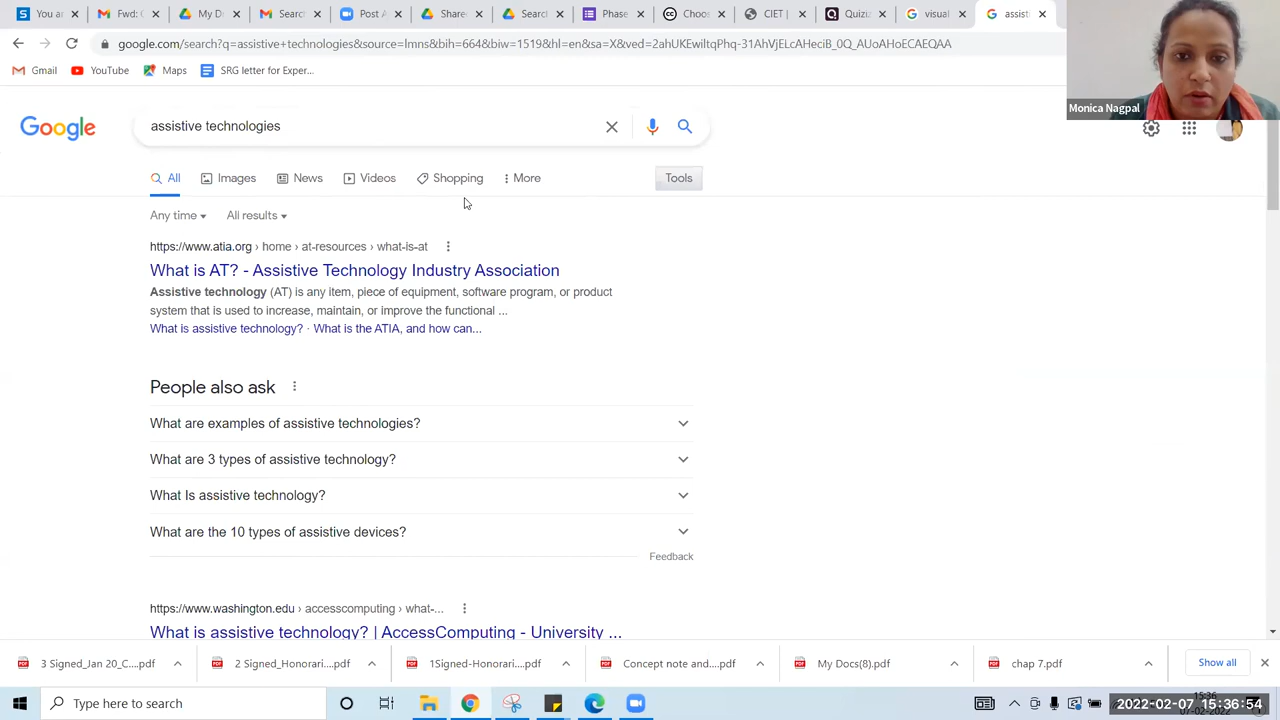 You a
Fwd: (
My D
Searc
Post A
Share
Search
Phase
Choo
CIET |
Quiziz
visual
assist
google.com/search?q=assistive+technologies&source=lmns&bih=664&biw=1519&hl=en&sa=X&ved=2ahUKEwiltqPhq-31AhVjELcAHeciB_0Q_AUoAHoECAEQAA
Gmail YouTube Maps SRG letter for Exper...
Monica Nagpal
Google
assistive technologies
All Images News Videos Shopping More Tools
Any time All results
https://www.atia.org › home › at-resources › what-is-at
What is AT? - Assistive Technology Industry Association
Assistive technology (AT) is any item, piece of equipment, software program, or product
system that is used to increase, maintain, or improve the functional ...
What is assistive technology? · What is the ATIA, and how can...
People also ask
What are examples of assistive technologies?
What are 3 types of assistive technology?
What Is assistive technology?
What are the 10 types of assistive devices?
Feedback
https://www.washington.edu › accesscomputing › what-...
What is assistive technology? | AccessComputing - University ...
3 Signed_Jan 20_C....pdf
2 Signed_Honorari....pdf
1Signed-Honorari....pdf
Concept note and....pdf
My Docs(8).pdf
chap 7.pdf
Show all
Type here to search
15:36
2022-02-07 15:36:54
07-02-2022